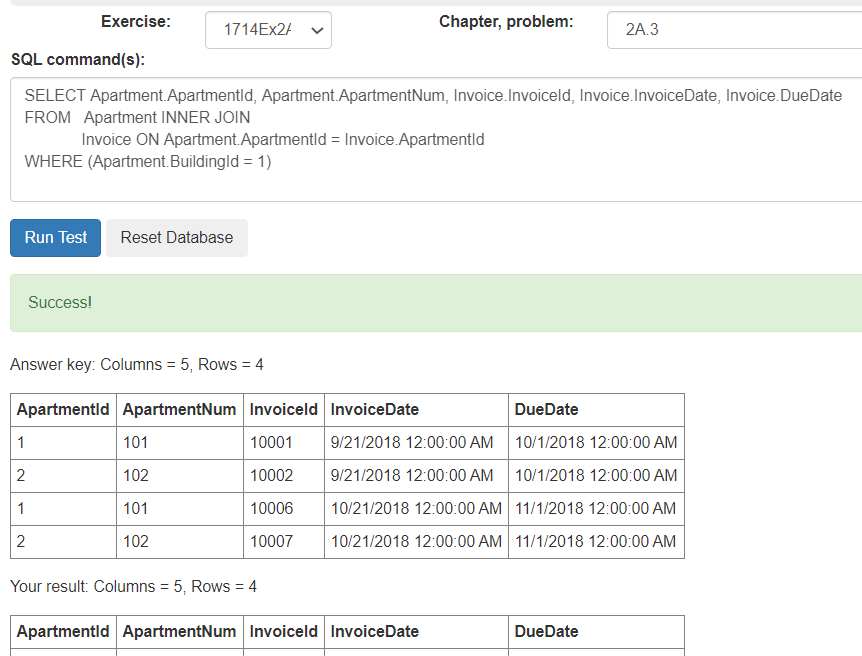 Exercise: 1714Ex2A Chapter, problem: 2A.3
SQL command(s):
SELECT Apartment.ApartmentId, Apartment.ApartmentNum, Invoice.InvoiceId, Invoice.InvoiceDate, Invoice.DueDate
FROM Apartment INNER JOIN
Invoice ON Apartment.ApartmentId = Invoice.ApartmentId
WHERE (Apartment.BuildingId = 1)
Run Test Reset Database
Success!
Answer key: Columns = 5, Rows = 4
ApartmentId ApartmentNum InvoiceId InvoiceDate DueDate
1 101 10001 9/21/2018 12:00:00 AM 10/1/2018 12:00:00 AM
2 102 10002 9/21/2018 12:00:00 AM 10/1/2018 12:00:00 AM
1 101 10006 10/21/2018 12:00:00 AM 11/1/2018 12:00:00 AM
2 102 10007 10/21/2018 12:00:00 AM 11/1/2018 12:00:00 AM
Your result: Columns = 5, Rows = 4
ApartmentId ApartmentNum InvoiceId InvoiceDate DueDate